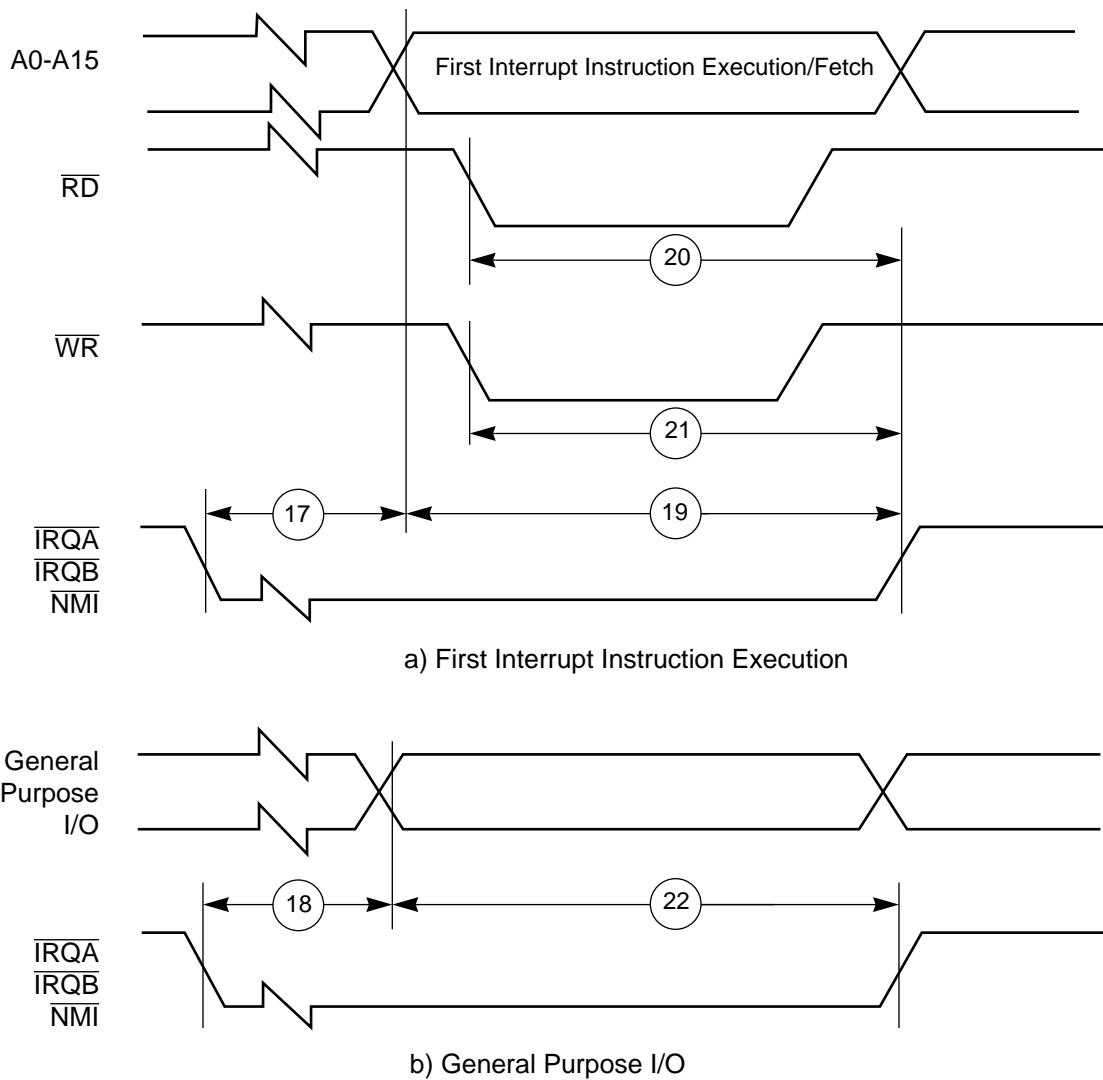 A0-A15
First Interrupt Instruction Execution/Fetch
RD
20
WR
21
17
19
IRQA
IRQB
NMI
a) First Interrupt Instruction Execution
General
Purpose
I/O
18
22
IRQA
IRQB
NMI
b) General Purpose I/O